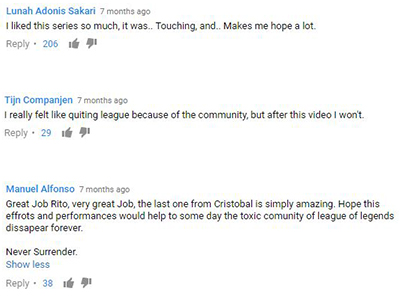 Lunah Adonis Sakari 7 months ago
I liked this series so much, it was.. Touching, and.. Makes me hope a lot.
Reply • 206
Tijn Companjen 7 months ago
I really felt like quiting league because of the community, but after this video I won't.
Reply • 29
Manuel Alfonso 7 months ago
Great Job Rito, very great Job, the last one from Cristobal is simply amazing. Hope this
effrots and performances would help to some day the toxic comunity of league of legends
dissapear forever.
Never Surrender.
Show less
Reply • 38